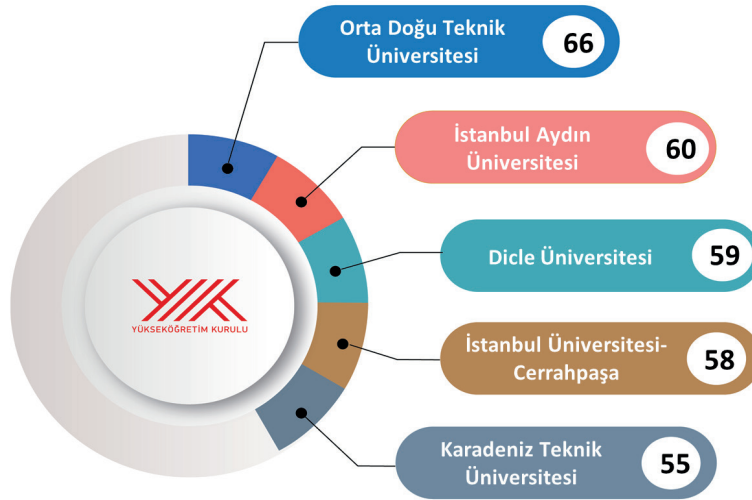 Orta Doğu Teknik
Üniversitesi
66
İstanbul Aydın
Üniversitesi
60
Dicle Üniversitesi
59
YÜKSEKÖĞRETİM KURULU
İstanbul Üniversitesi-
Cerrahpaşa
58
Karadeniz Teknik
Üniversitesi
55